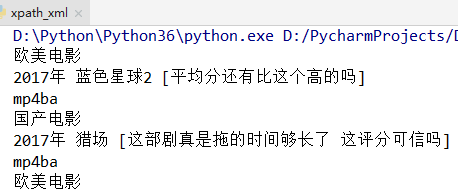 xpath_xml
D:\Python\Python36\python.exe D:/PycharmProjects/
欧美电影
2017年 蓝色星球2 [平均分还有比这个高的吗]
mp4ba
国产电影
2017年 猎场 [这部剧真是拖的时间够长了 这评分可信吗]
mp4ba
欧美电影